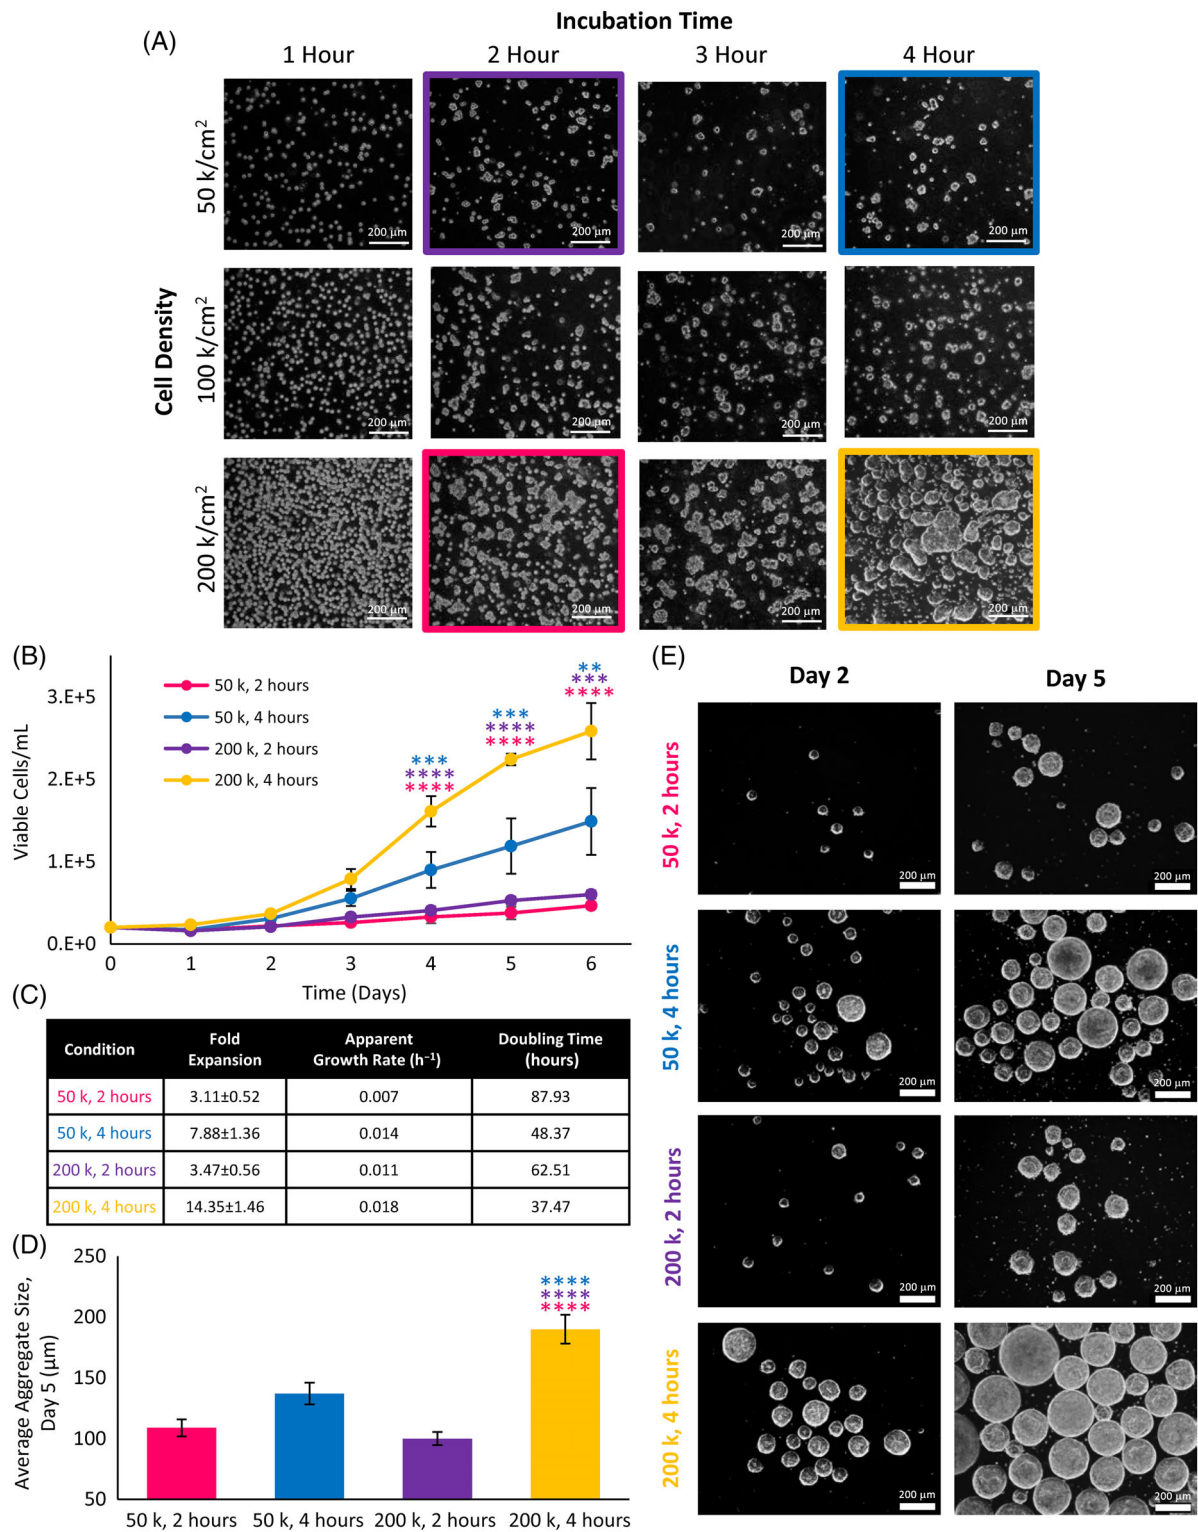 Incubation Time
(A)
1 Hour
2 Hour
3 Hour
4 Hour
Cell Density
50 k/cm²
200 μm
200 μm
200 μm
200 μm
100 k/cm²
200 μm
200 μm
200 μm
200 μm
200 k/cm²
200 μm
200 μm
200 μm
200 μm
(B)
Viable Cells/mL
3.E+5
2.E+5
1.E+5
0.E+0
50 k, 2 hours
50 k, 4 hours
200 k, 2 hours
200 k, 4 hours
***
****
****
***
****
****
**
***
****
0 1 2 3 4 5 6
Time (Days)
(C)
Condition
Fold Expansion
Apparent Growth Rate (h⁻¹)
Doubling Time (hours)
50 k, 2 hours 3.11±0.52 0.007 87.93
50 k, 4 hours 7.88±1.36 0.014 48.37
200 k, 2 hours 3.47±0.56 0.011 62.51
200 k, 4 hours 14.35±1.46 0.018 37.47
(D)
Average Aggregate Size,
Day 5 (μm)
250
200
150
100
50
****
****
****
50 k, 2 hours 50 k, 4 hours 200 k, 2 hours 200 k, 4 hours
(E)
Day 2
Day 5
50 k, 2 hours
200 μm
200 μm
50 k, 4 hours
200 μm
200 μm
200 k, 2 hours
200 μm
200 μm
200 k, 4 hours
200 μm
200 μm